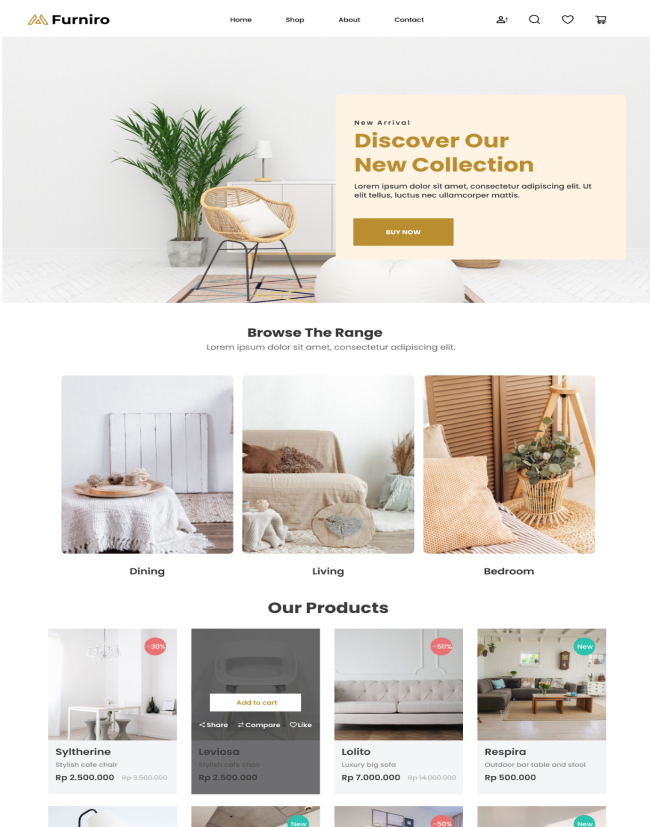 Furniro
Home Shop About Contact
New Arrival
Discover Our
New Collection
Lorem ipsum dolor sit amet, consectetur adipiscing elit. Ut
elit tellus, luctus nec ullamcorper mattis.
BUY NOW
Browse The Range
Lorem ipsum dolor sit amet, consectetur adipiscing elit.
Dining Living Bedroom
Our Products
-30% -50% New
Add to cart
Share Compare Like
Syltherine Leviosa Lolito Respira
Stylish cafe chair Stylish cafe chair Luxury big sofa Outdoor bar table and stool
Rp 2.500.000 Rp 3.500.000 Rp 2.500.000 Rp 7.000.000 Rp 14.000.000 Rp 500.000
New -50% New